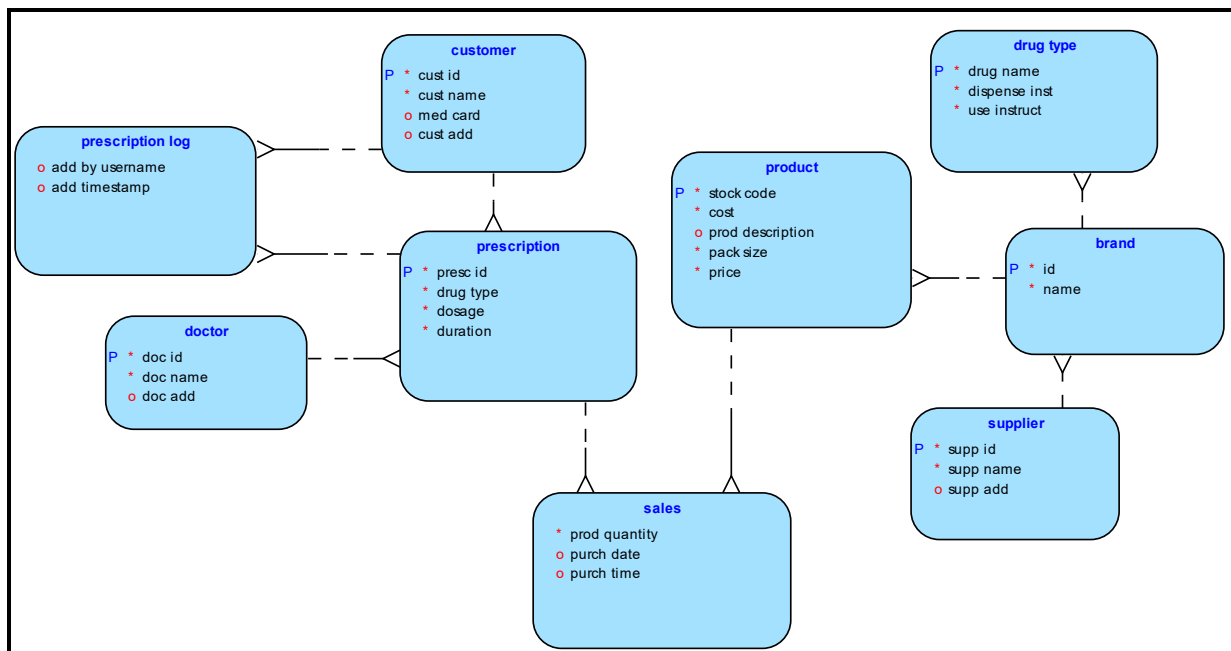 customer
P * cust id
* cust name
o med card
o cust add
drug type
P * drug name
* dispense inst
* use instruct
prescription log
o add by username
o add timestamp
product
P * stock code
* cost
o prod description
* pack size
* price
prescription
P * presc id
* drug type
* dosage
* duration
brand
P * id
* name
doctor
P * doc id
* doc name
o doc add
supplier
P * supp id
* supp name
o supp add
sales
* prod quantity
o purch date
o purch time